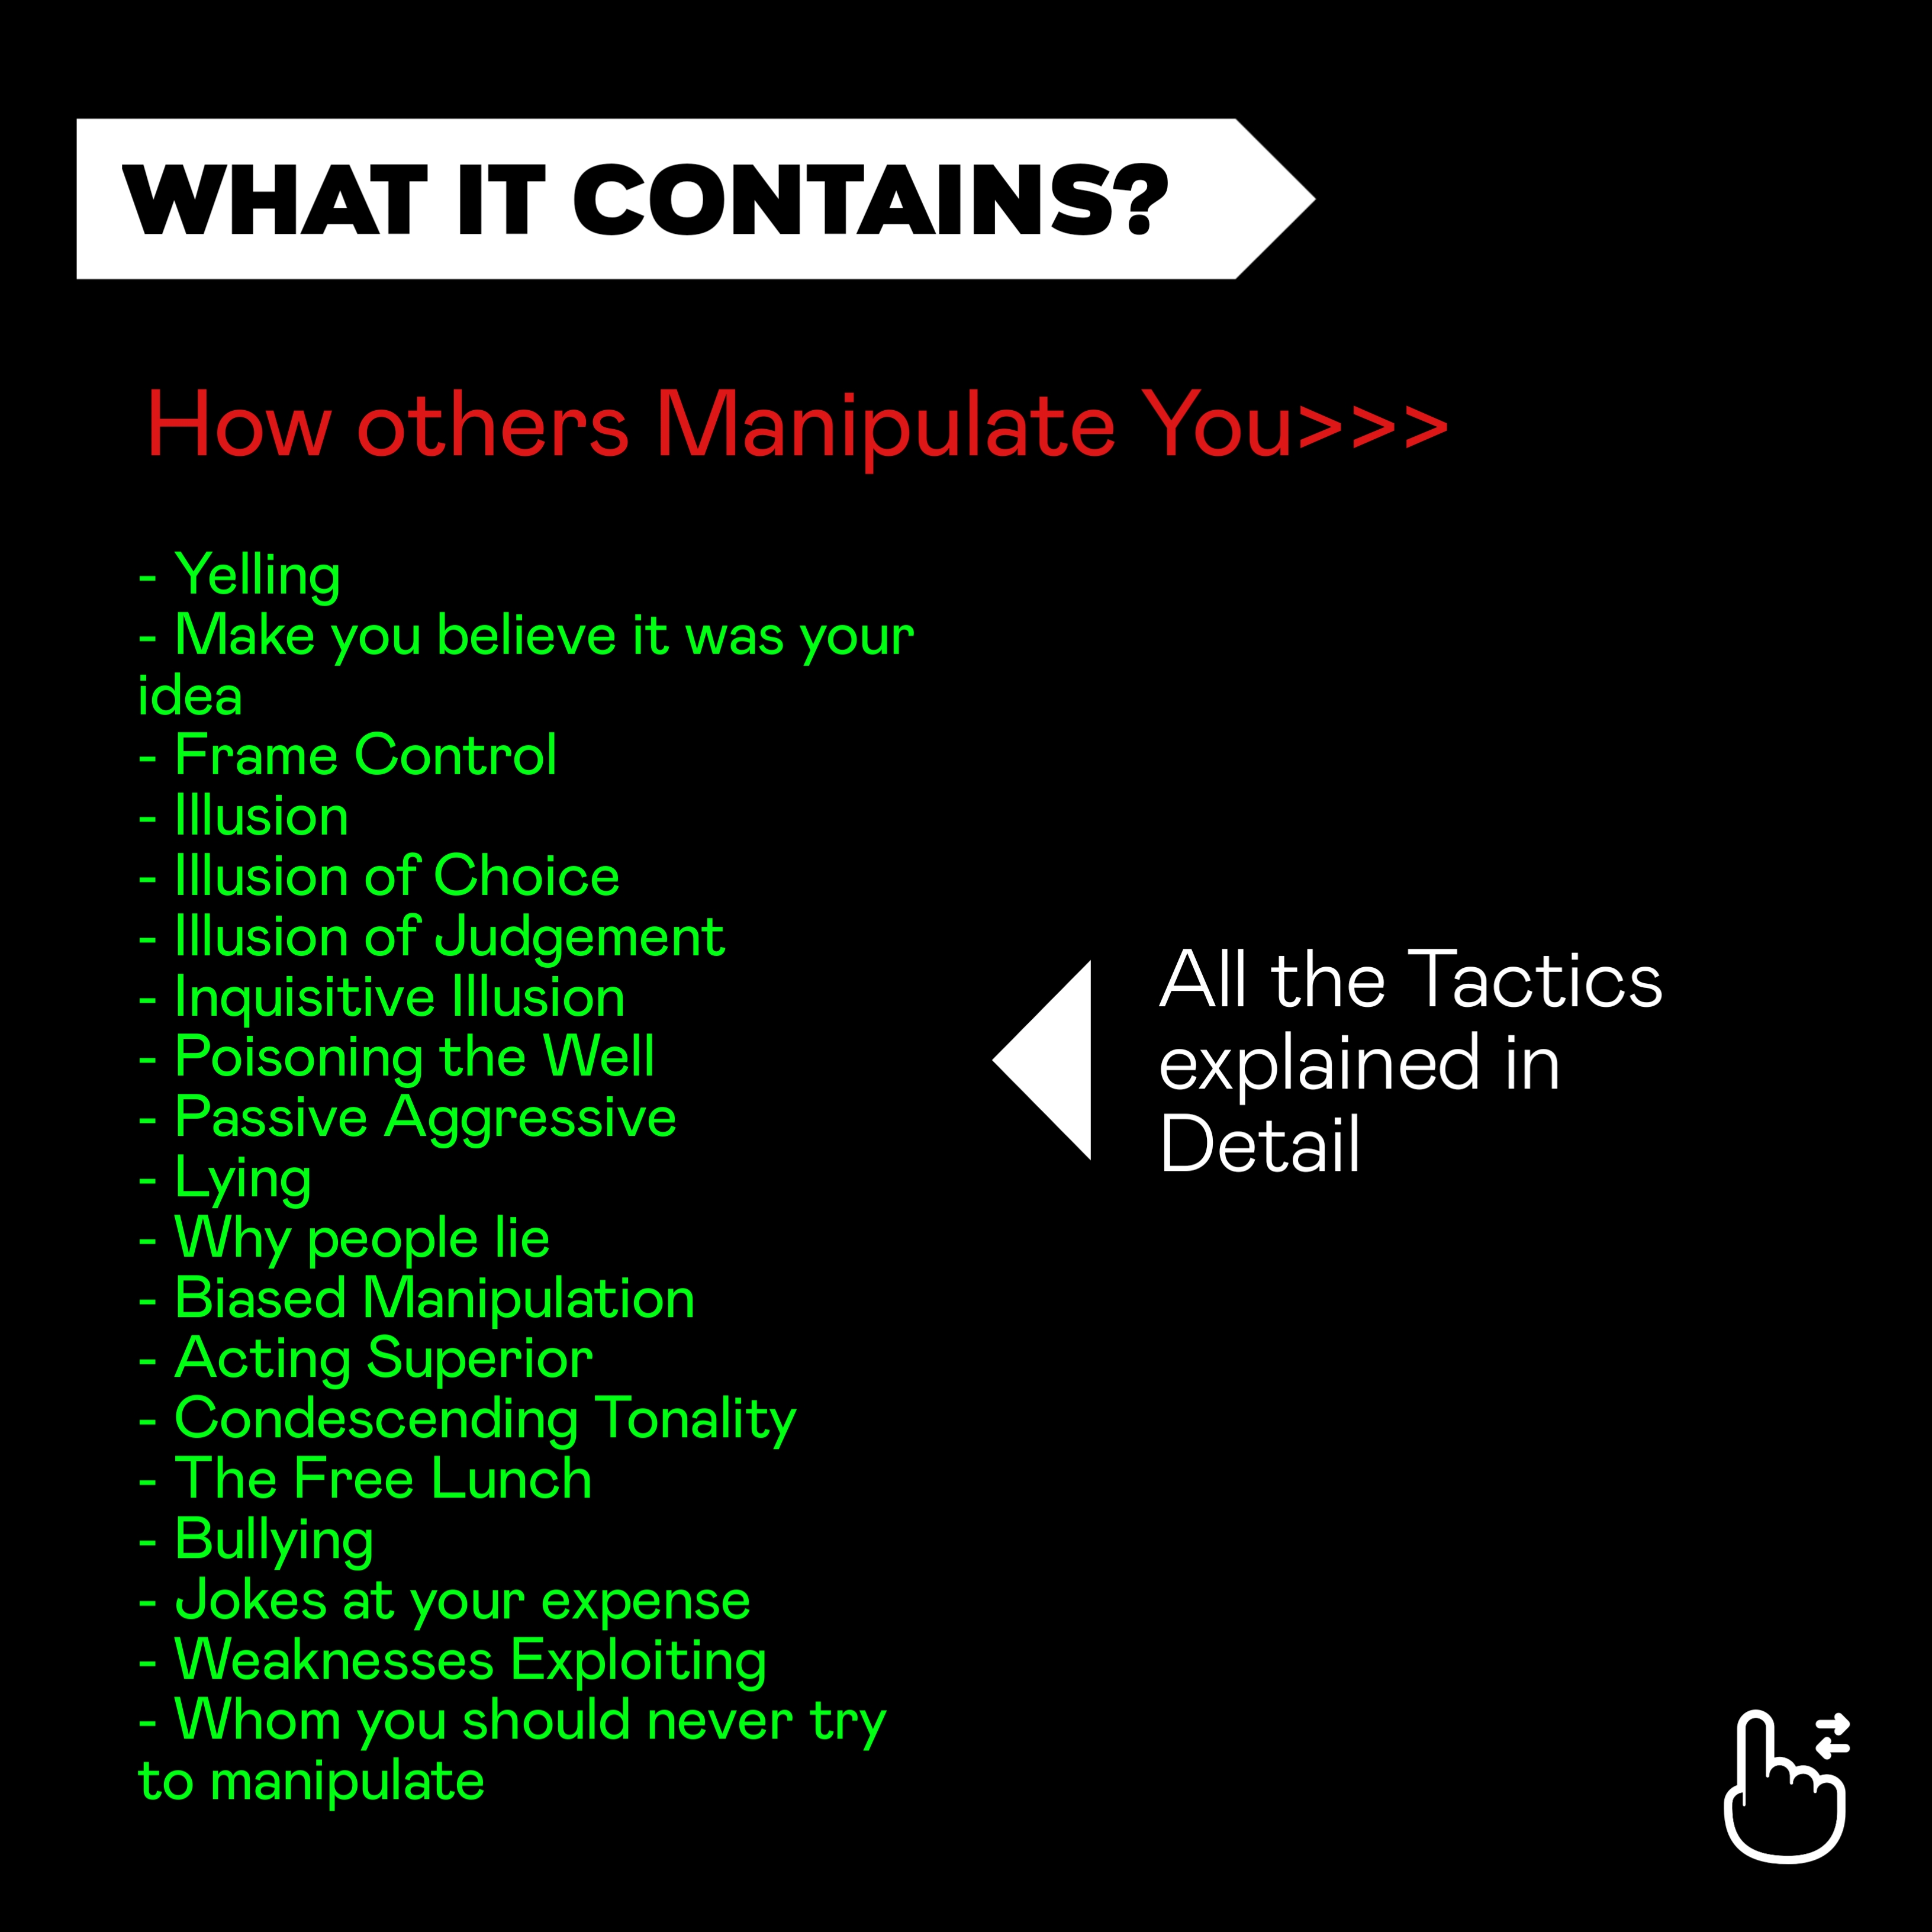 WHAT IT CONTAINS?
How others Manipulate You>>>
- Yelling
- Make you believe it was your
idea
- Frame Control
- Illusion
- Illusion of Choice
- Illusion of Judgement
- Inquisitive Illusion
- Poisoning the Well
- Passive Aggressive
- Lying
- Why people lie
- Biased Manipulation
- Acting Superior
- Condescending Tonality
- The Free Lunch
- Bullying
- Jokes at your expense
- Weaknesses Exploiting
- Whom you should never try
to manipulate
All the Tactics
explained in
Detail